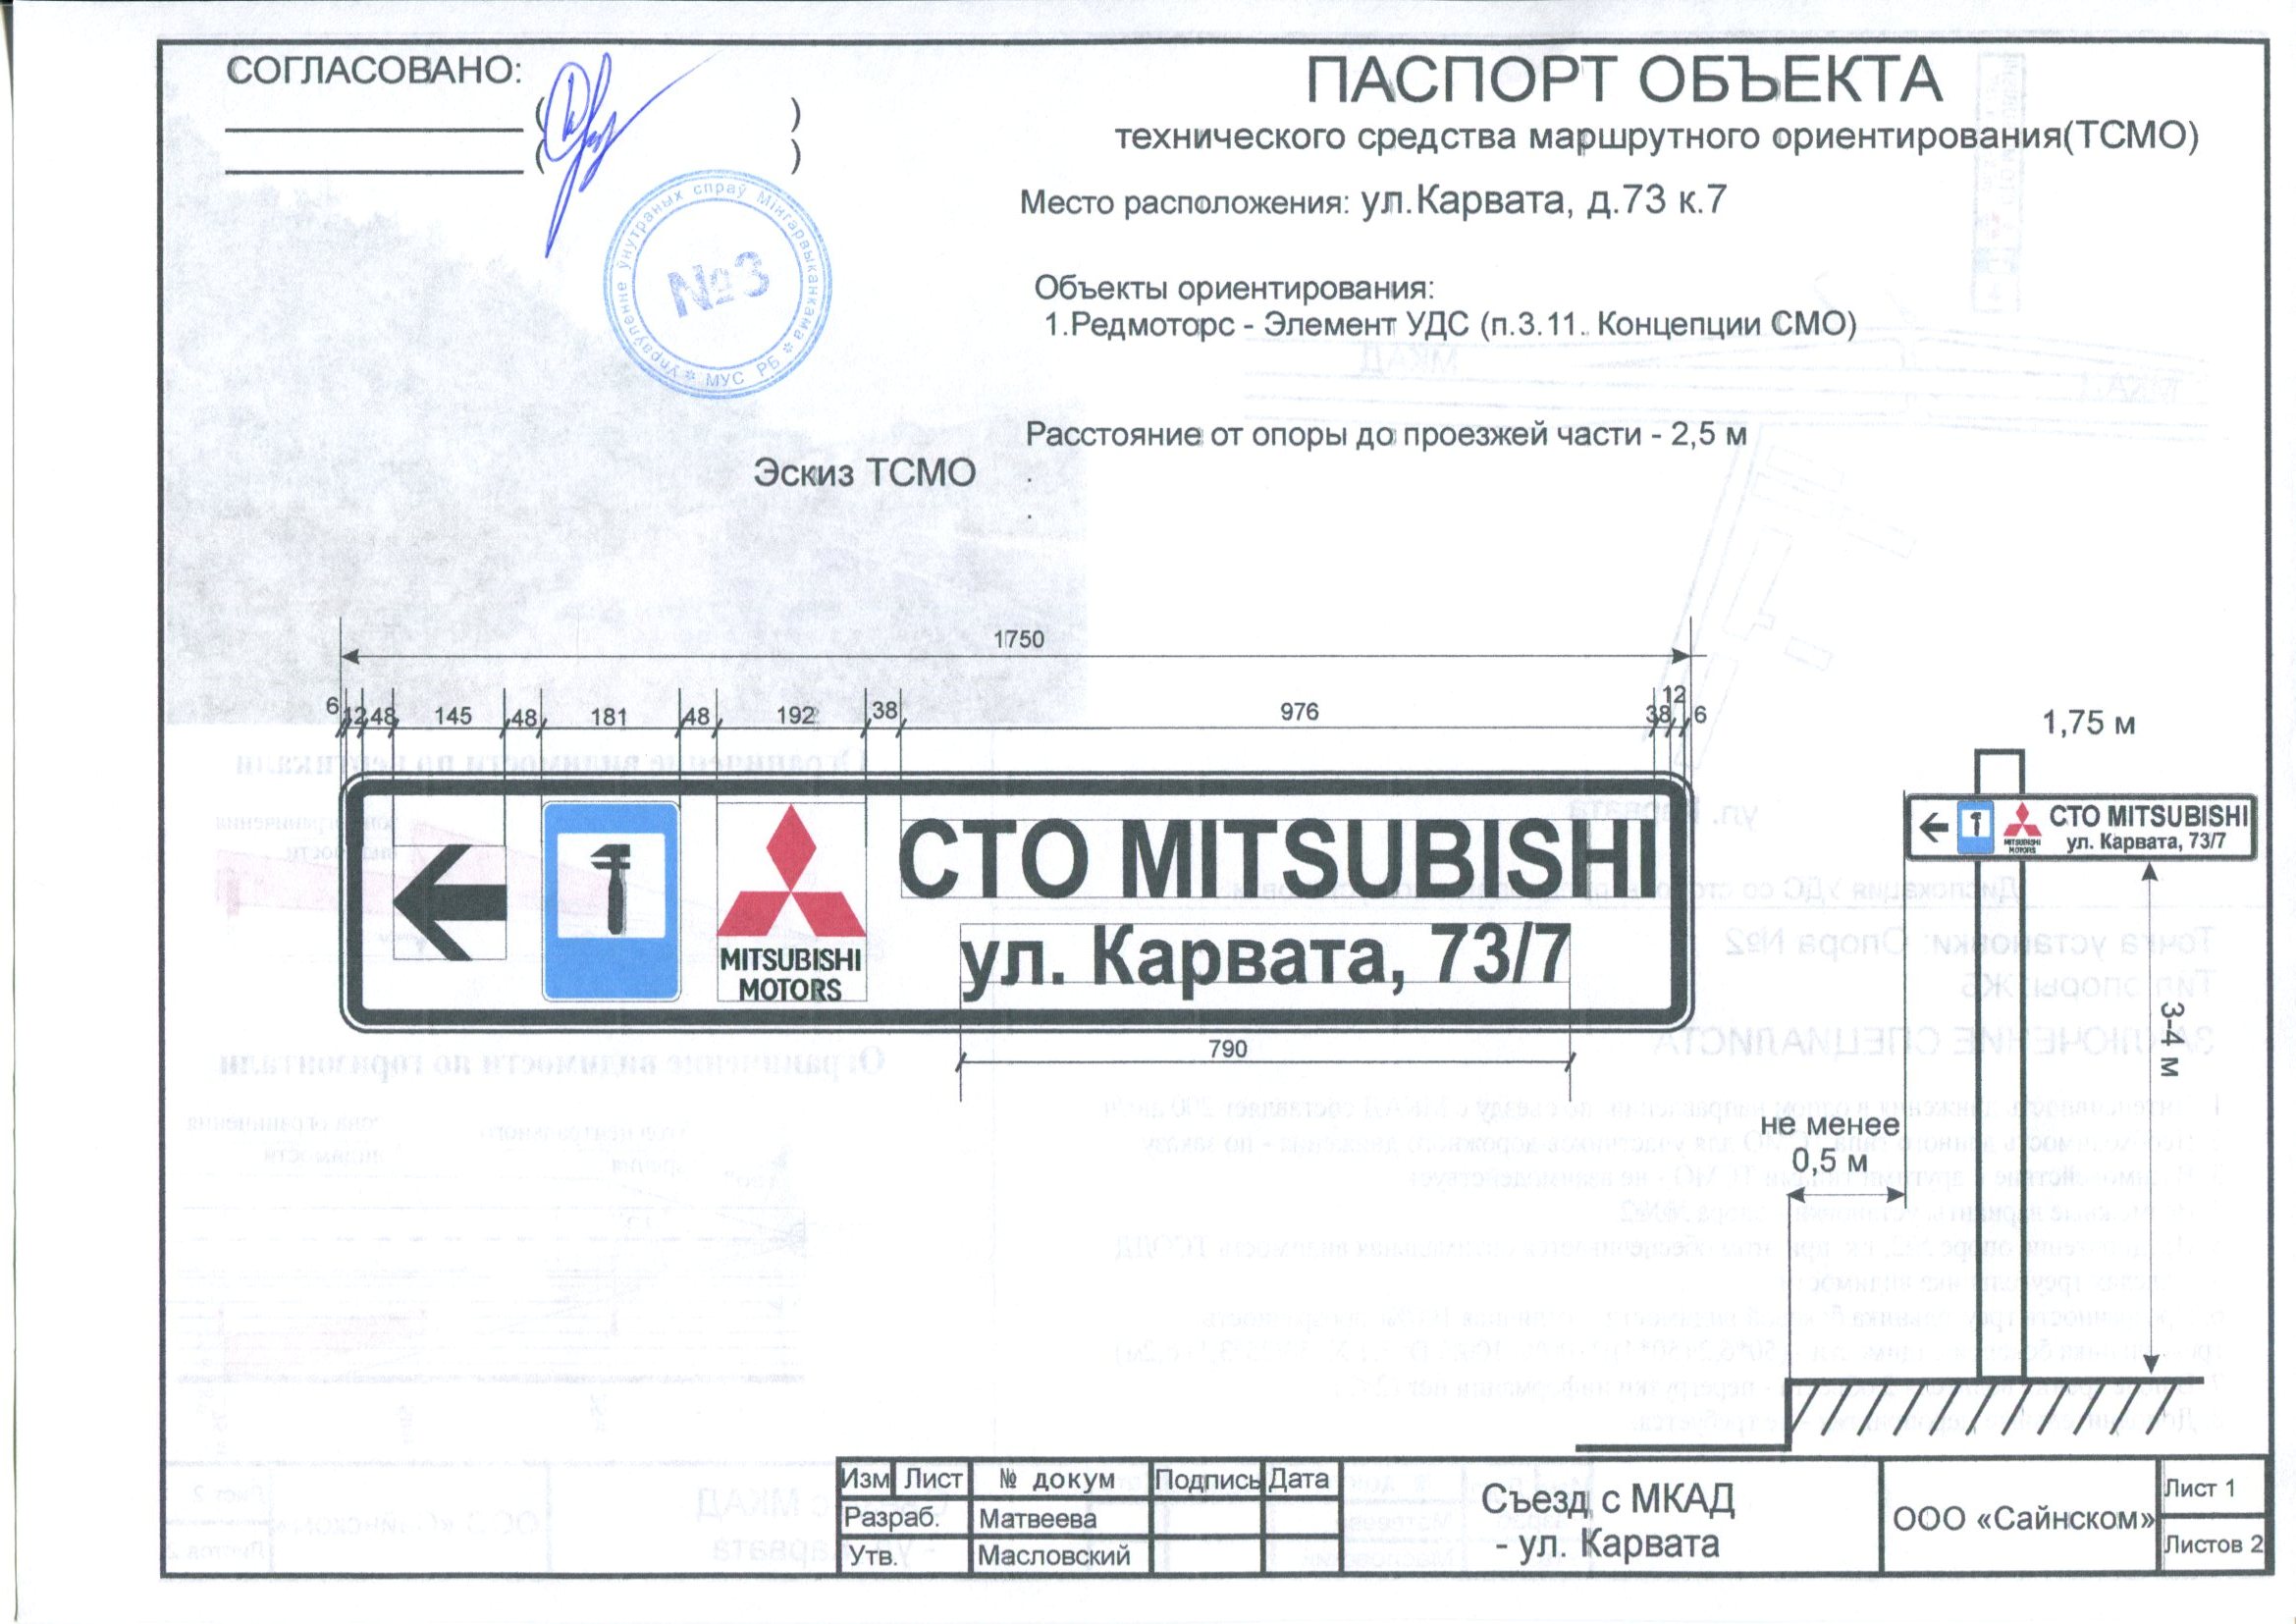 СОГЛАСОВАНО:
(                )
(                )
ПАСПОРТ ОБЪЕКТА
технического средства маршрутного ориентирования(ТСМО)
Место расположения: ул.Карвата, д.73 к.7
Упраўленне ўнутраных спраў Мінгарвыканкама * МУС РБ *
№3
Объекты ориентирования:
1.Редмоторс - Элемент УДС (п.3.11. Концепции СМО)
Расстояние от опоры до проезжей части - 2,5 м
Эскиз ТСМО
1750
6 12 48 145 48 181 48 192 38 976 38 12 6
СТО MITSUBISHI
ул. Карвата, 73/7
MITSUBISHI
MOTORS
790
1,75 м
СТО MITSUBISHI
ул. Карвата, 73/7
MITSUBISHI
MOTORS
3-4 м
не менее
0,5 м
Изм Лист № докум Подпись Дата
Разраб. Матвеева
Утв. Масловский
Съезд с МКАД
- ул. Карвата
ООО «Сайнском»
Лист 1
Листов 2